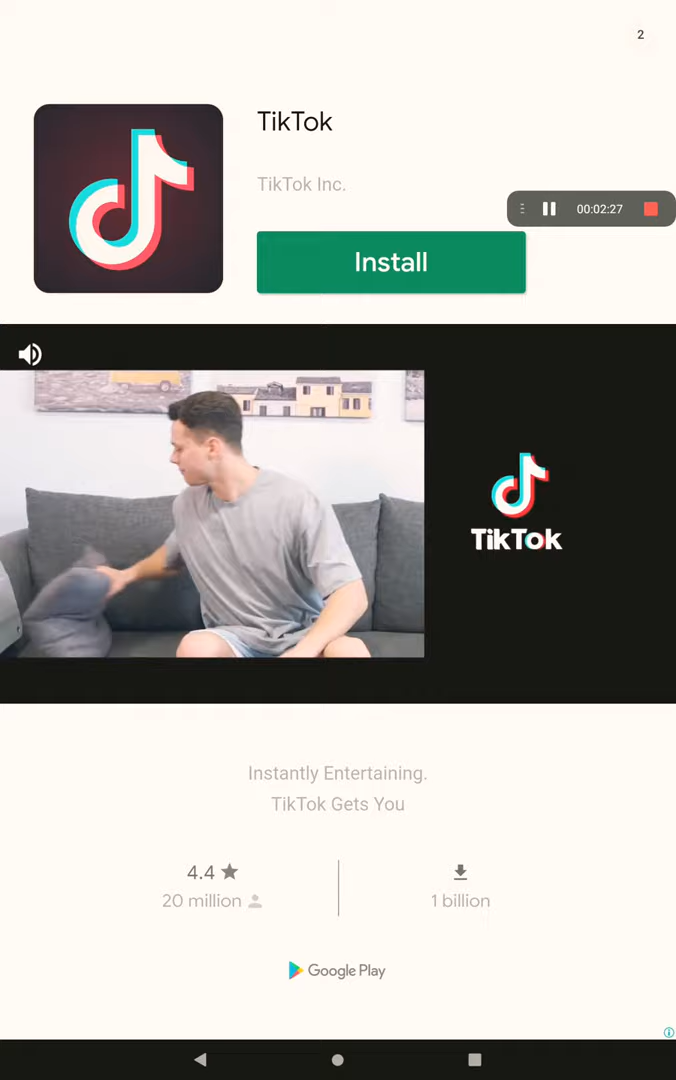 2
TikTok
TikTok Inc.
00:02:27
Install
TikTok
Instantly Entertaining.
TikTok Gets You
4.4
20 million
1 billion
Google Play